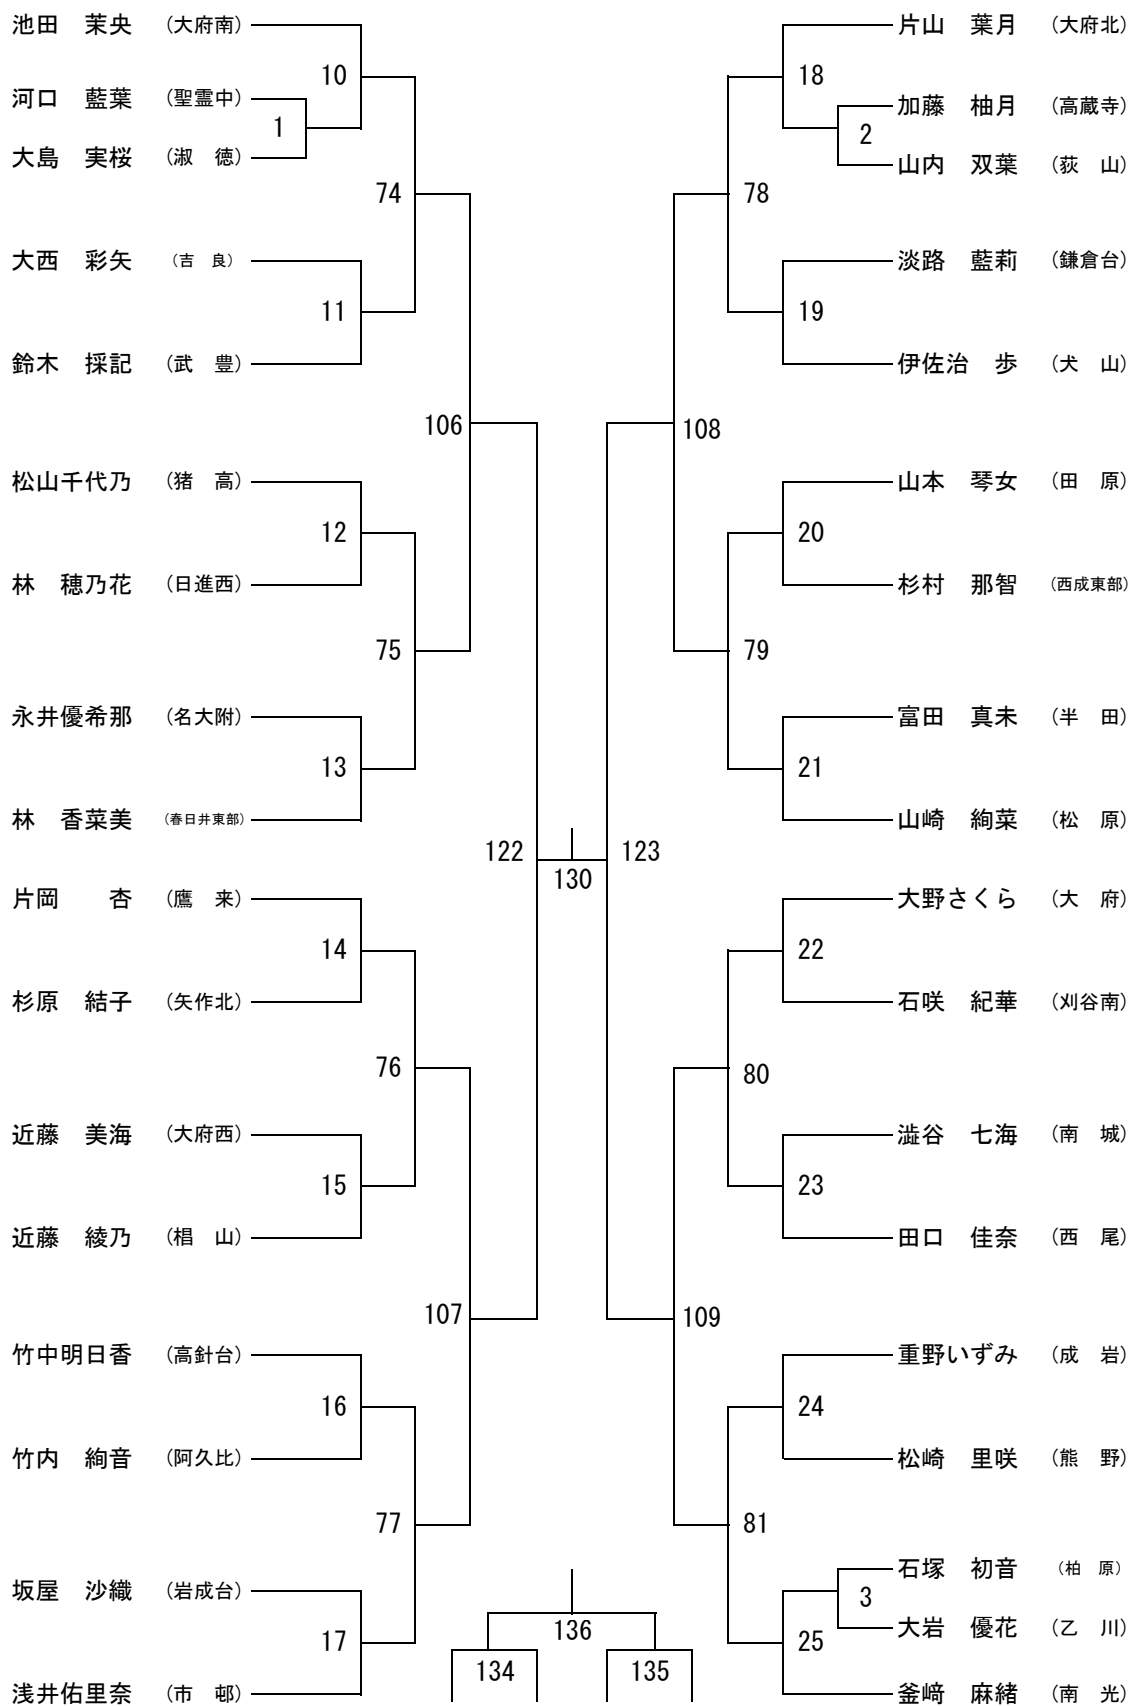 池田　茉央　（大府南）
10
河口　藍葉　（聖霊中）
1
大島　実桜　（淑　徳）
74
大西　彩矢　（吉　良）
11
鈴木　採記　（武　豊）
106
松山千代乃　（猪　高）
12
林　穂乃花　（日進西）
75
永井優希那　（名大附）
13
林　香菜美　（春日井東部）
122
片岡　　杏　（鷹　来）
14
杉原　結子　（矢作北）
76
近藤　美海　（大府西）
15
近藤　綾乃　（椙　山）
107
竹中明日香　（高針台）
16
竹内　絢音　（阿久比）
77
坂屋　沙織　（岩成台）
17
浅井佑里奈　（市　邨）
130
136
134
135
片山　葉月　（大府北）
18
加藤　柚月　（高蔵寺）
2
山内　双葉　（荻　山）
78
淡路　藍莉　（鎌倉台）
19
伊佐治　歩　（犬　山）
108
山本　琴女　（田　原）
20
杉村　那智　（西成東部）
79
富田　真未　（半　田）
21
山崎　絢菜　（松　原）
123
大野さくら　（大　府）
22
石咲　紀華　（刈谷南）
80
澁谷　七海　（南　城）
23
田口　佳奈　（西　尾）
109
重野いずみ　（成　岩）
24
松崎　里咲　（熊　野）
81
石塚　初音　（柏　原）
3
大岩　優花　（乙　川）
25
釜﨑　麻緒　（南　光）